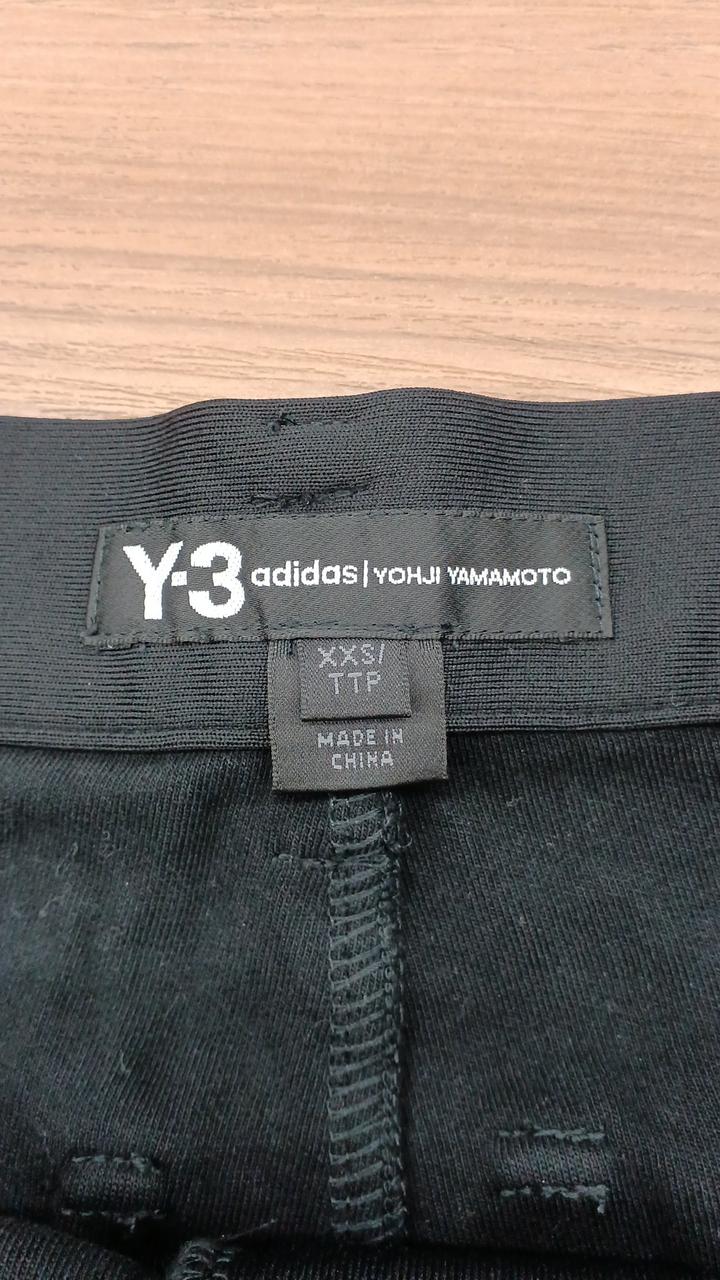 Y-3 adidas | YOHJI YAMAMOTO
XXS/
TTP
MADE IN
CHINA